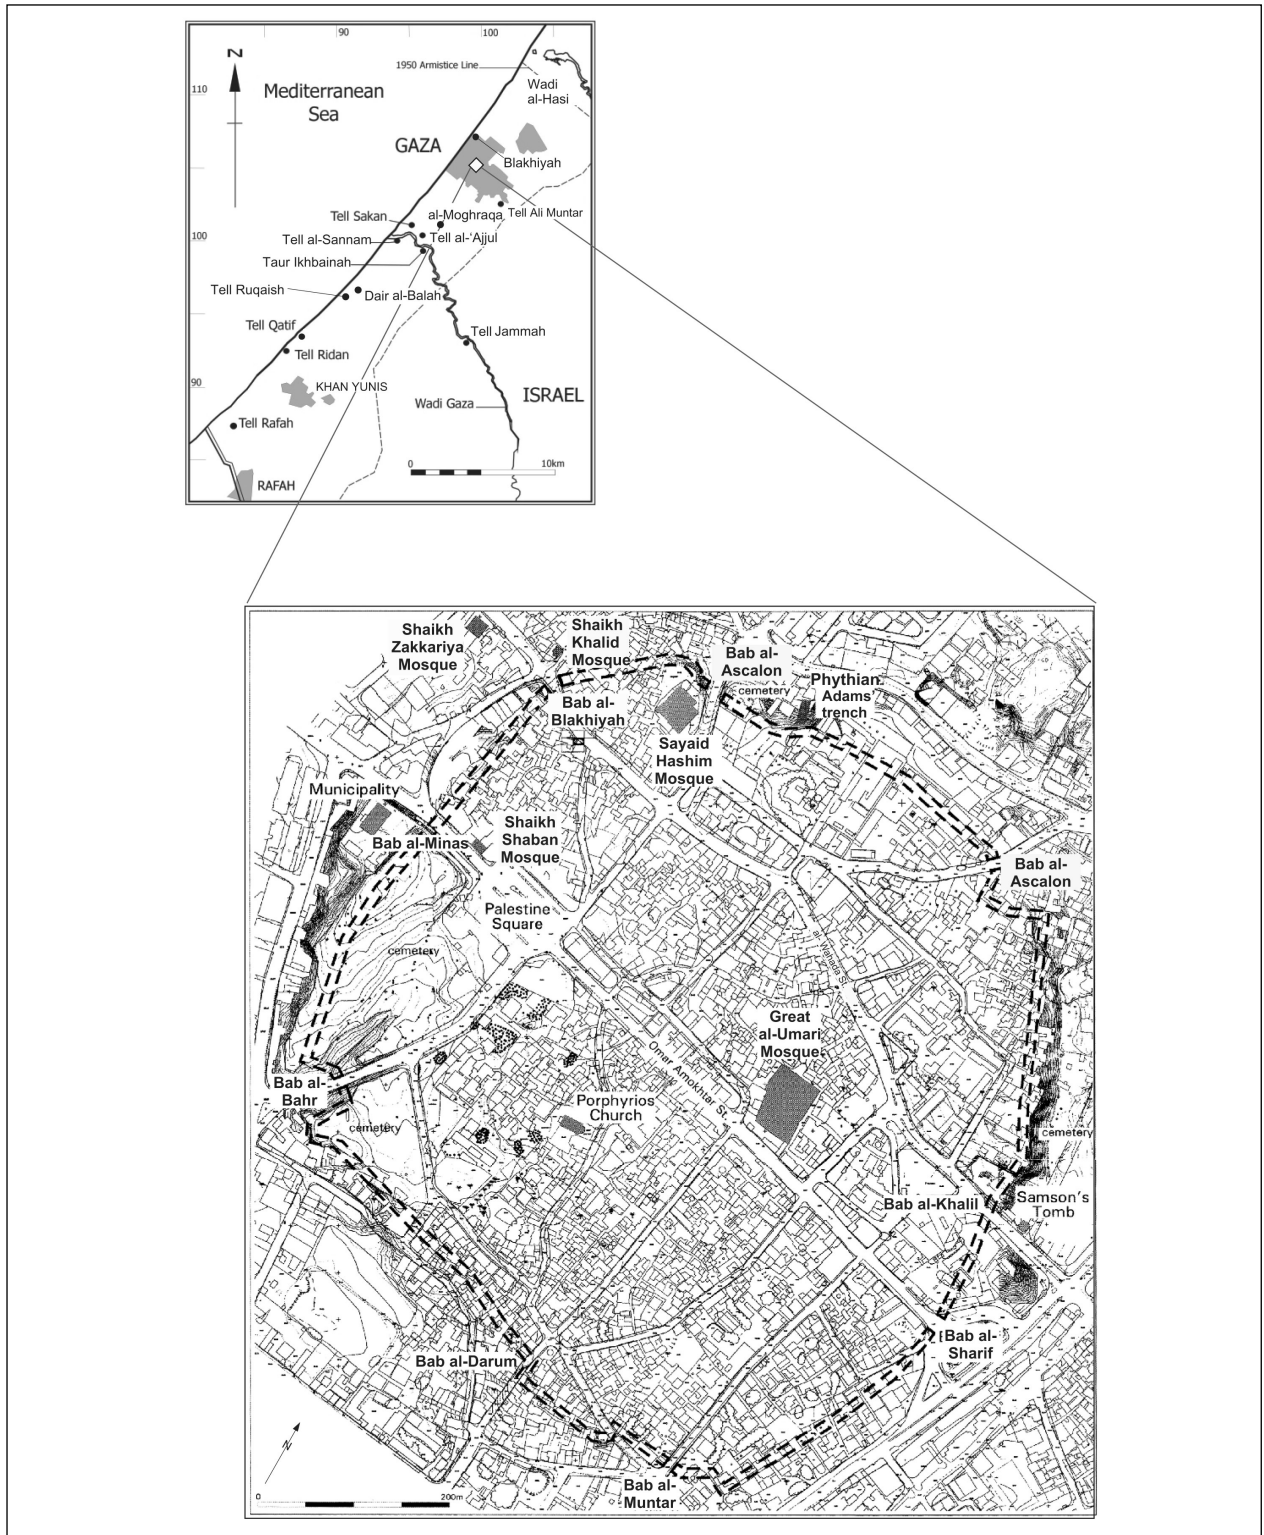 90
100
N
1950 Armistice Line
Wadi
al-Hasi
110
Mediterranean
Sea
GAZA
Blakhiyah
al-Moghraqa
Tell Ali Muntar
Tell Sakan
100
Tell al-Sannam
Tell al-‘Ajjul
Taur Ikhbainah
Tell Ruqaish
Dair al-Balah
Tell Qatif
Tell Jammah
Tell Ridan
90
KHAN YUNIS
ISRAEL
Wadi Gaza
Tell Rafah
0
10km
RAFAH
Shaikh
Zakkariya
Mosque
Shaikh
Khalid
Mosque
Bab al-
Ascalon
cemetery
Phythian
Adams'
trench
Bab al-
Blakhiyah
Sayaid
Hashim
Mosque
Municipality
Bab al-Minas
Shaikh
Shaban
Mosque
Bab al-
Ascalon
Palestine
Square
cemetery
al Wahada St.
Great
al-Umari
Mosque
Omar Almokhtar St.
Bab al-
Bahr
Porphyrios
Church
cemetery
cemetery
Bab al-Khalil
Samson's
Tomb
Bab al-
Sharif
Bab al-Darum
N
0
200m
Bab al-
Muntar